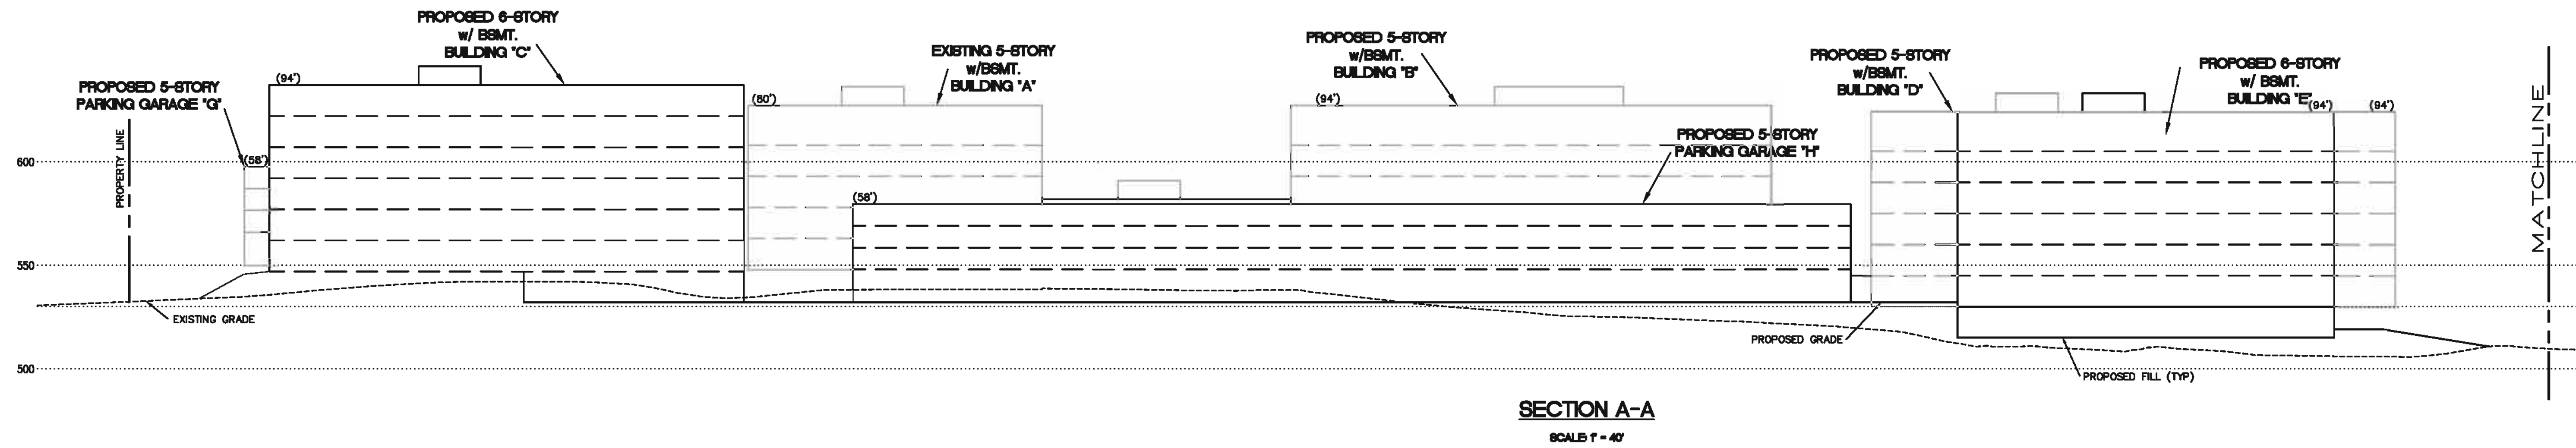 PROPOSED 6-STORY
w/ BSMT.
BUILDING "C"
(94')
PROPOSED 5-STORY
PARKING GARAGE "G"
(58')
PROPERTY LINE
EXISTING 5-STORY
w/BSMT.
BUILDING "A"
(80')
(58')
PROPOSED 5-STORY
w/BSMT.
BUILDING "B"
(94')
PROPOSED 5-STORY
PARKING GARAGE "H"
PROPOSED 5-STORY
w/BSMT.
BUILDING "D"
PROPOSED 6-STORY
w/ BSMT.
BUILDING "E"
(94')
(94')
MATCHLINE
600
550
500
EXISTING GRADE
PROPOSED GRADE
PROPOSED FILL (TYP)
SECTION A-A
SCALE: 1" = 40'